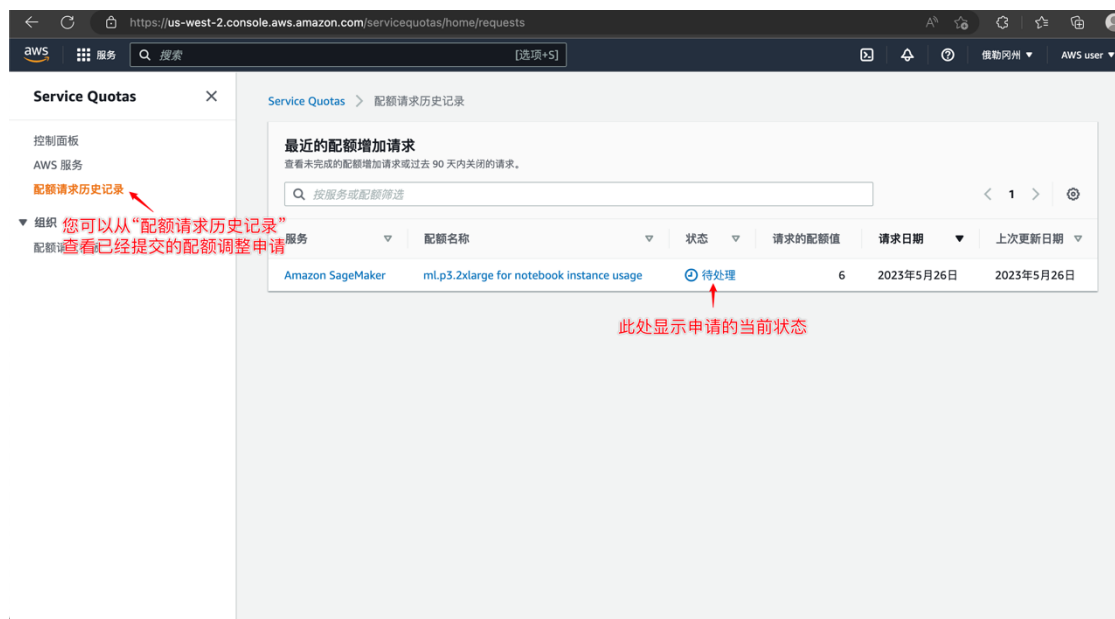 https://us-west-2.console.aws.amazon.com/servicequotas/home/requests
aws
服务
搜索
[选项+S]
俄勒冈州
AWS user
Service Quotas
控制面板
AWS 服务
配额请求历史记录
组织
您可以从“配额请求历史记录”
查看已经提交的配额调整申请
Service Quotas > 配额请求历史记录
最近的配额增加请求
查看未完成的配额增加请求或过去 90 天内关闭的请求。
按服务或配额筛选
1
服务 配额名称 状态 请求的配额值 请求日期 上次更新日期
Amazon SageMaker ml.p3.2xlarge for notebook instance usage 待处理 6 2023年5月26日 2023年5月26日
此处显示申请的当前状态